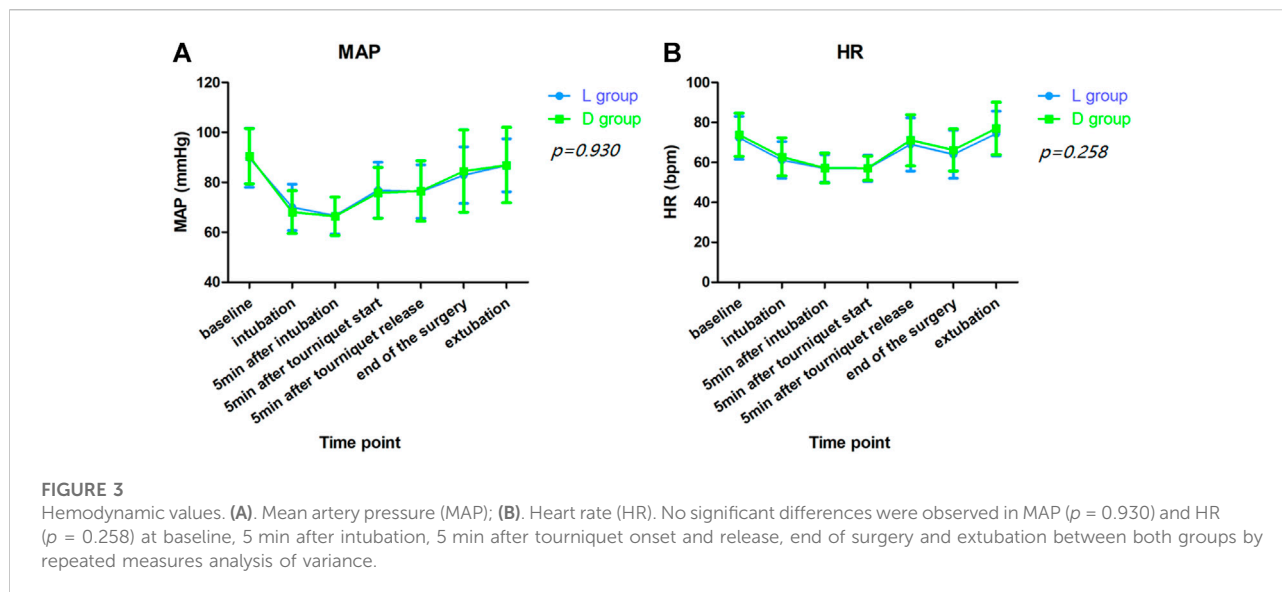 A
MAP
120
100
80
60
40
MAP (mmHg)
baseline
intubation
5min after intubation
5min after tourniquet start
5min after tourniquet release
end of the surgery
extubation
Time point
L group
D group
p=0.930
B
HR
100
80
60
40
20
0
HR (bpm)
baseline
intubation
5min after intubation
5min after tourniquet start
5min after tourniquet release
end of the surgery
extubation
Time point
L group
D group
p=0.258
FIGURE 3
Hemodynamic values. (A). Mean artery pressure (MAP); (B). Heart rate (HR). No significant differences were observed in MAP (p = 0.930) and HR
(p = 0.258) at baseline, 5 min after intubation, 5 min after tourniquet onset and release, end of surgery and extubation between both groups by
repeated measures analysis of variance.